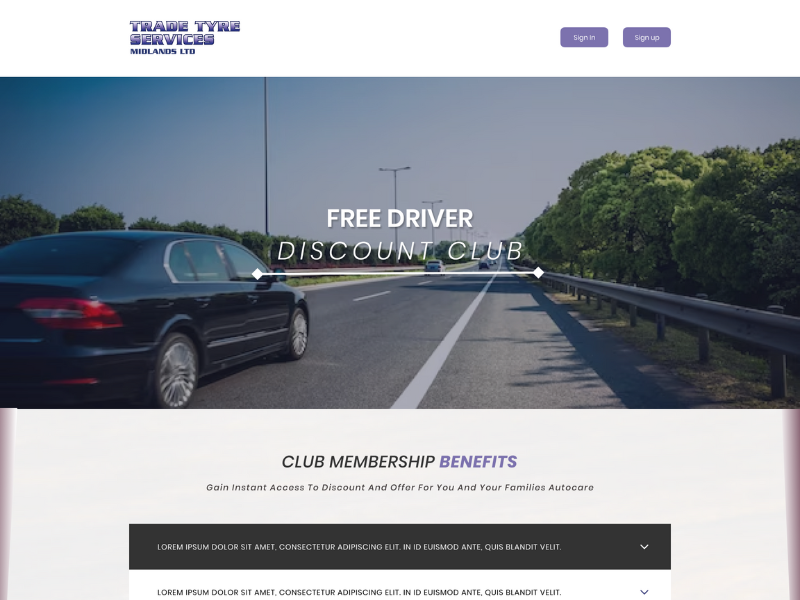 TRADE TYRE
SERVICES
MIDLANDS LTD
Sign In
Sign up
FREE DRIVER
DISCOUNT CLUB
CLUB MEMBERSHIP BENEFITS
Gain Instant Access To Discount And Offer For You And Your Families Autocare
LOREM IPSUM DOLOR SIT AMET, CONSECTETUR ADIPISCING ELIT. IN ID EUISMOD ANTE, QUIS BLANDIT VELIT.
LOREM IPSUM DOLOR SIT AMET, CONSECTETUR ADIPISCING ELIT. IN ID EUISMOD ANTE, QUIS BLANDIT VELIT.